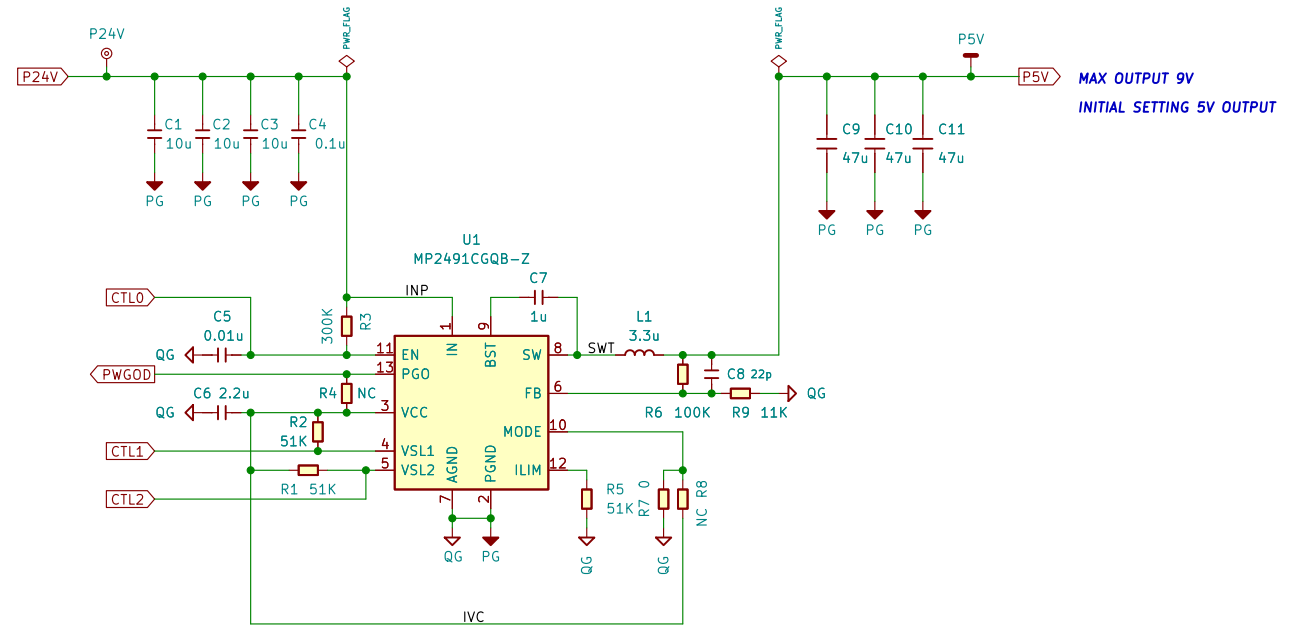 PWR_FLAG
PWR_FLAG
P24V
P5V
P24V
P5V
MAX OUTPUT 9V
INITIAL SETTING 5V OUTPUT
C1
10u
C2
10u
C3
10u
C4
0.1u
C9
47u
C10
47u
C11
47u
PG
PG
PG
PG
PG
PG
PG
U1
MP2491CGQB-Z
C7
1u
CTL0
INP
300K
R3
C5
0.01u
QG
L1
3.3u
SWT
1
9
IN
BST
11
EN
SW
8
PWGOD
13
PGO
R4
NC
C8
22p
C6
2.2u
QG
FB
6
R6
100K
R9
11K
QG
3
VCC
R2
51K
MODE
10
CTL1
4
VSL1
5
VSL2
AGND
PGND
ILIM
12
R1
51K
CTL2
7
2
R5
51K
R7
0
NC
R8
QG
PG
QG
QG
IVC